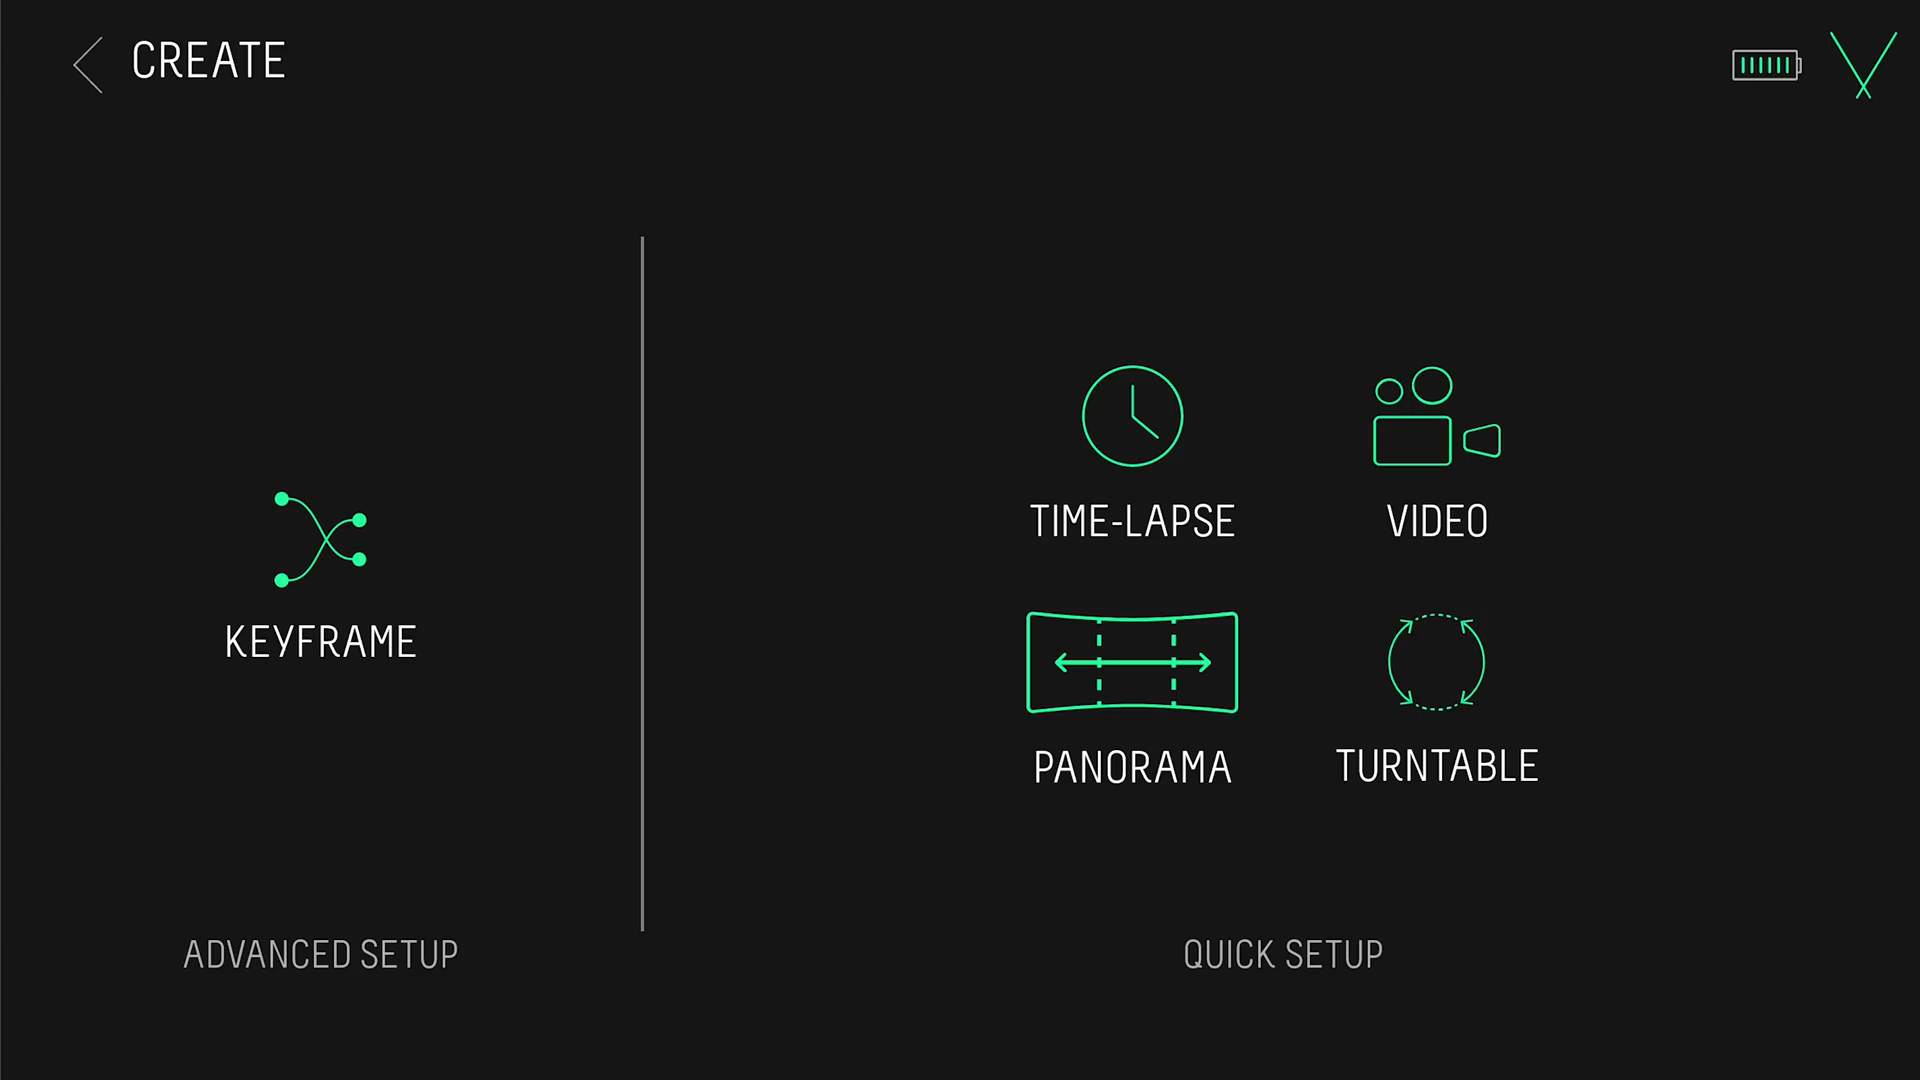 CREATE
KEYFRAME
ADVANCED SETUP
TIME-LAPSE
VIDEO
PANORAMA
TURNTABLE
QUICK SETUP